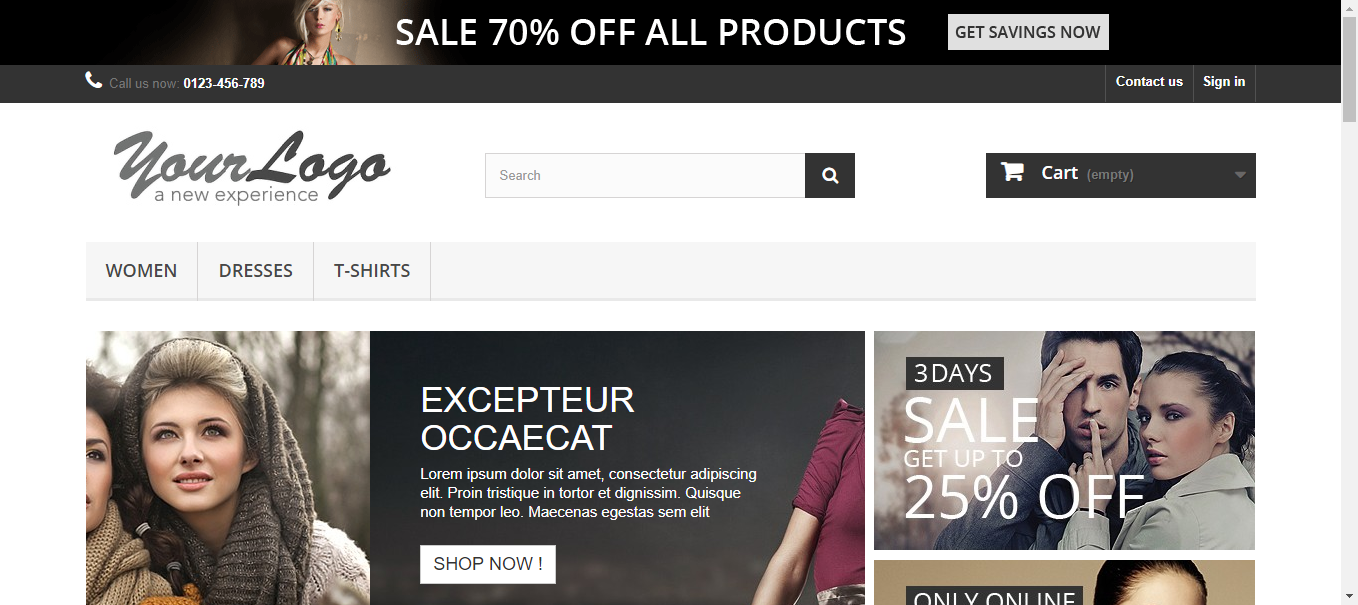 SALE 70% OFF ALL PRODUCTS
GET SAVINGS NOW
Call us now: 0123-456-789
Contact us
Sign in
YourLogo
a new experience
Search
Cart (empty)
WOMEN
DRESSES
T-SHIRTS
EXCEPTEUR
OCCAECAT
Lorem ipsum dolor sit amet, consectetur adipiscing
elit. Proin tristique in tortor et dignissim. Quisque
non tempor leo. Maecenas egestas sem elit
SHOP NOW !
3DAYS
SALE
GET UP TO
25% OFF
ONLY ONLINE